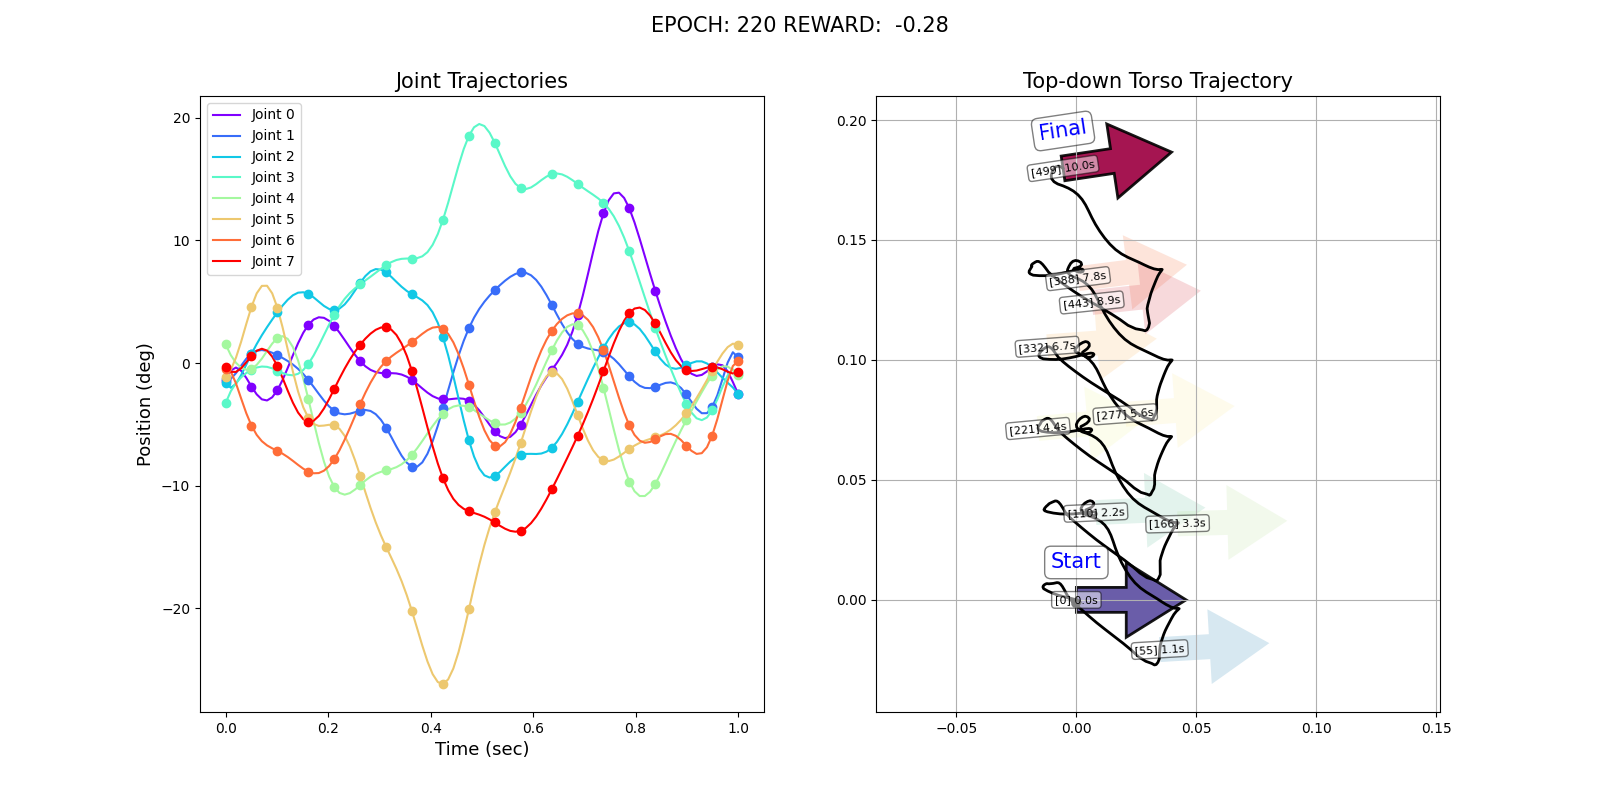 EPOCH: 220 REWARD:  -0.28
Joint Trajectories
Joint 0
Joint 1
Joint 2
Joint 3
Joint 4
Joint 5
Joint 6
Joint 7
20
10
0
−10
−20
Position (deg)
0.0
0.2
0.4
0.6
0.8
1.0
Time (sec)
Top-down Torso Trajectory
0.20
0.15
0.10
0.05
0.00
Final
[499] 10.0s
[388] 7.8s
[443] 8.9s
[332] 6.7s
[277] 5.6s
[221] 4.4s
[110] 2.2s
[166] 3.3s
Start
[0] 0.0s
[55] 1.1s
−0.05
0.00
0.05
0.10
0.15